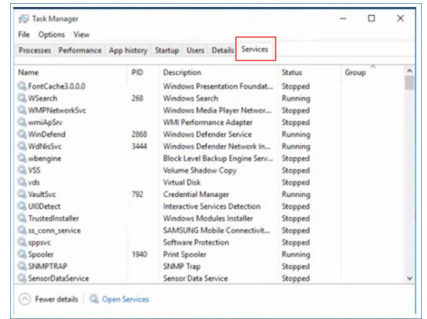 Task Manager
File Options View
Processes Performance App history Startup Users Details Services
Name PID Description Status Group
FontCache3.0.0.0 Windows Presentation Foundat... Stopped
WSearch 268 Windows Search Running
WMPNetworkSvc Windows Media Player Networ... Stopped
wmiApSrv WMI Performance Adapter Stopped
WinDefend 2868 Windows Defender Service Running
WdNisSvc 3444 Windows Defender Network In... Running
wbengine Block Level Backup Engine Serv... Stopped
VSS Volume Shadow Copy Stopped
vds Virtual Disk Stopped
VaultSvc 792 Credential Manager Running
UI0Detect Interactive Services Detection Stopped
TrustedInstaller Windows Modules Installer Stopped
ss_conn_service SAMSUNG Mobile Connectivit... Stopped
sppsvc Software Protection Stopped
Spooler 1940 Print Spooler Running
SNMPTRAP SNMP Trap Stopped
SensorDataService Sensor Data Service Stopped
Fewer details Open Services